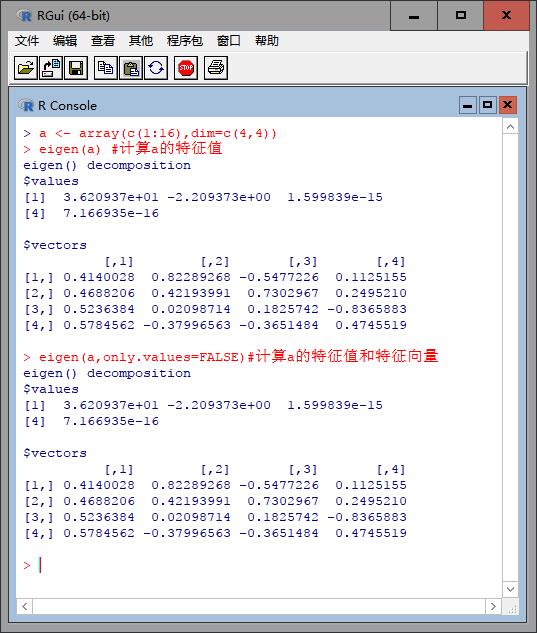 RGui (64-bit)
文件 编辑 查看 其他 程序包 窗口 帮助
STOP
R Console
> a <- array(c(1:16),dim=c(4,4))
> eigen(a) #计算a的特征值
eigen() decomposition
$values
[1]  3.620937e+01 -2.209373e+00  1.599839e-15
[4]  7.166935e-16
$vectors
          [,1]        [,2]       [,3]       [,4]
[1,] 0.4140028  0.82289268 -0.5477226  0.1125155
[2,] 0.4688206  0.42193991  0.7302967  0.2495210
[3,] 0.5236384  0.02098714  0.1825742 -0.8365883
[4,] 0.5784562 -0.37996563 -0.3651484  0.4745519
> eigen(a,only.values=FALSE)#计算a的特征值和特征向量
eigen() decomposition
$values
[1]  3.620937e+01 -2.209373e+00  1.599839e-15
[4]  7.166935e-16
$vectors
          [,1]        [,2]       [,3]       [,4]
[1,] 0.4140028  0.82289268 -0.5477226  0.1125155
[2,] 0.4688206  0.42193991  0.7302967  0.2495210
[3,] 0.5236384  0.02098714  0.1825742 -0.8365883
[4,] 0.5784562 -0.37996563 -0.3651484  0.4745519
>